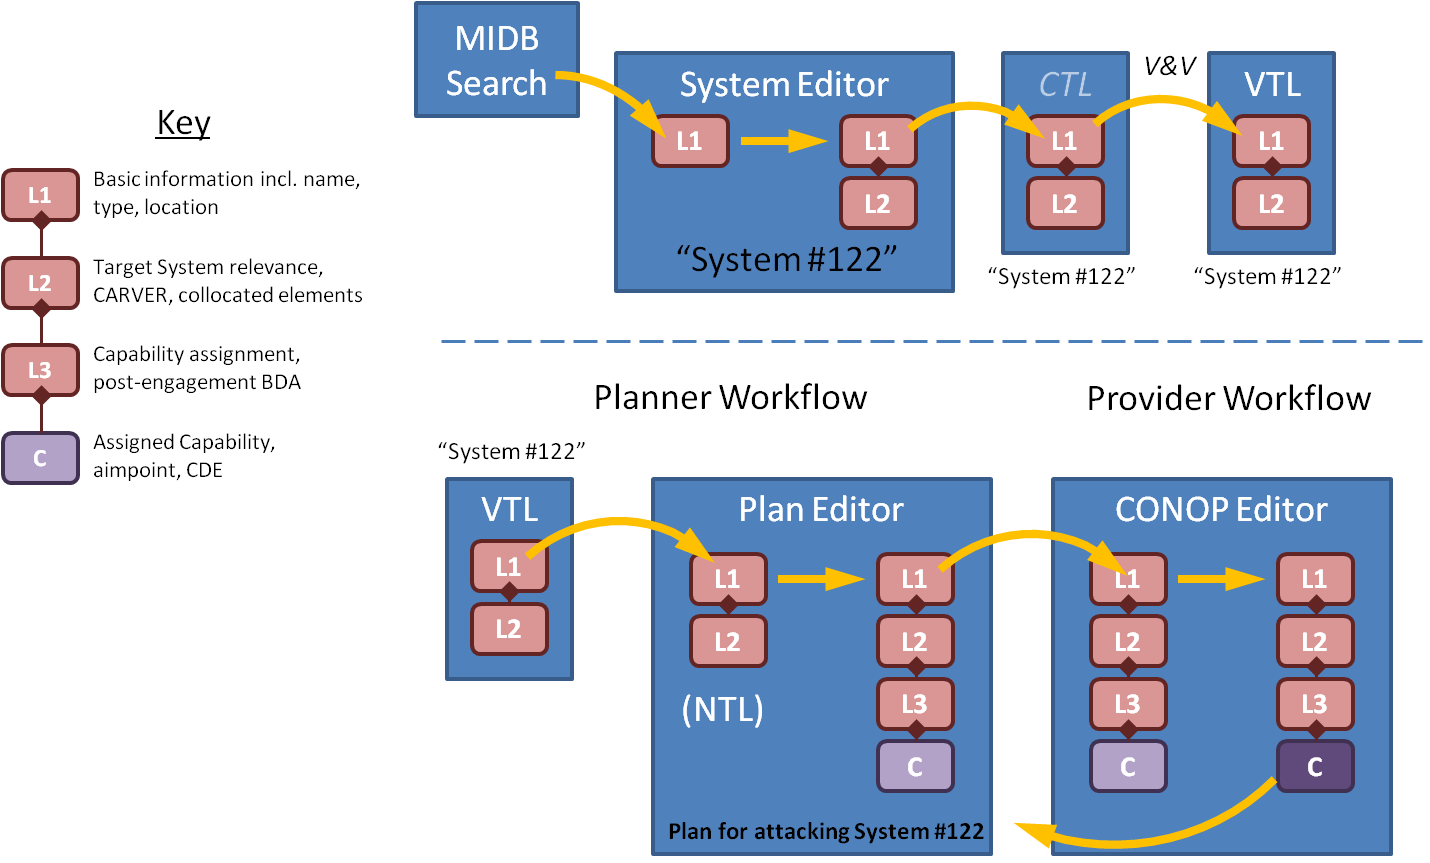 MIDB
Search
System Editor
CTL
V&V
VTL
L1
L1
L2
L1
L2
L1
L2
“System #122”
“System #122”
“System #122”
Key
L1
Basic information incl. name,
type, location
L2
Target System relevance,
CARVER, collocated elements
L3
Capability assignment,
post-engagement BDA
C
Assigned Capability,
aimpoint, CDE
Planner Workflow
Provider Workflow
“System #122”
VTL
L1
L2
Plan Editor
L1
L2
(NTL)
L1
L2
L3
C
Plan for attacking System #122
CONOP Editor
L1
L2
L3
C
L1
L2
L3
C